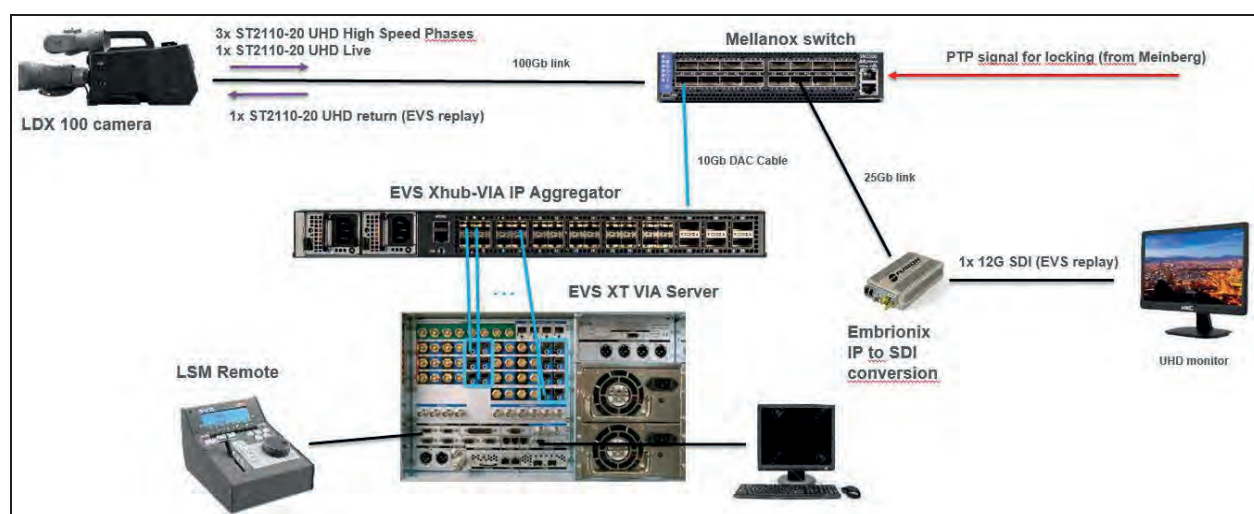 3x ST2110-20 UHD High Speed Phases
1x ST2110-20 UHD Live
Mellanox switch
100Gb link
PTP signal for locking (from Meinberg)
1x ST2110-20 UHD return (EVS replay)
LDX 100 camera
10Gb DAC Cable
25Gb link
EVS Xhub-VIA IP Aggregator
1x 12G SDI (EVS replay)
...
EVS XT VIA Server
Embrionix
IP to SDI
conversion
UHD monitor
LSM Remote